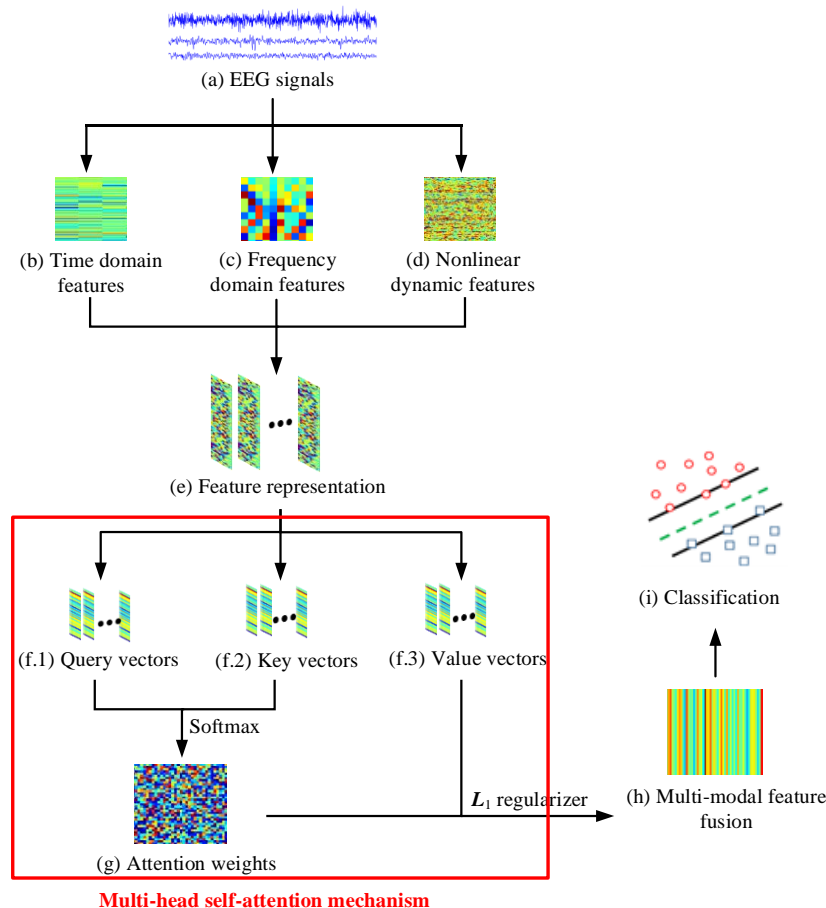 (a) EEG signals
(b) Time domain
features
(c) Frequency
domain features
(d) Nonlinear
dynamic features
(e) Feature representation
(f.1) Query vectors
(f.2) Key vectors
(f.3) Value vectors
Softmax
(g) Attention weights
L1 regularizer
Multi-head self-attention mechanism
(h) Multi-modal feature
fusion
(i) Classification